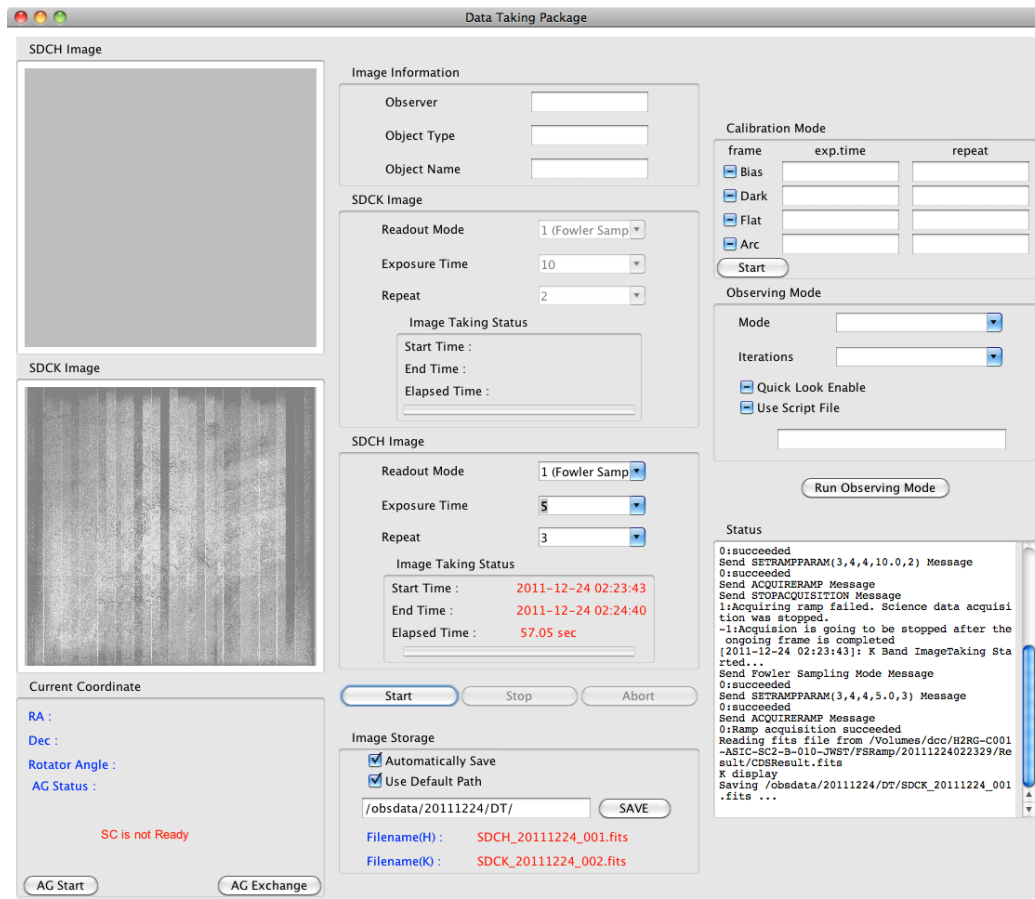 Data Taking Package
SDCH Image
SDCK Image
Current Coordinate
RA :
Dec :
Rotator Angle :
AG Status :
SC is not Ready
AG Start
AG Exchange
Image Information
Observer
Object Type
Object Name
SDCK Image
Readout Mode 1 (Fowler Samp
Exposure Time 10
Repeat 2
Image Taking Status
Start Time :
End Time :
Elapsed Time :
SDCH Image
Readout Mode 1 (Fowler Samp
Exposure Time 5
Repeat 3
Image Taking Status
Start Time : 2011-12-24 02:23:43
End Time : 2011-12-24 02:24:40
Elapsed Time : 57.05 sec
Start Stop Abort
Image Storage
Automatically Save
Use Default Path
/obsdata/20111224/DT/ SAVE
Filename(H) : SDCH_20111224_001.fits
Filename(K) : SDCK_20111224_002.fits
Calibration Mode
frame exp.time repeat
Bias
Dark
Flat
Arc
Start
Observing Mode
Mode
Iterations
Quick Look Enable
Use Script File
Run Observing Mode
Status
0:succeeded
Send SETRAMPPARAM(3,4,4,10.0,2) Message
0:succeeded
Send ACQUIRERAMP Message
Send STOPACQUISITION Message
1:Acquiring ramp failed. Science data acquisi
tion was stopped.
-1:Acquision is going to be stopped after the
ongoing frame is completed
[2011-12-24 02:23:43]: K Band ImageTaking Sta
rted...
Send Fowler Sampling Mode Message
0:succeeded
Send SETRAMPPARAM(3,4,4,5.0,3) Message
0:succeeded
Send ACQUIRERAMP Message
0:Ramp acquisition succeeded
Reading fits file from /Volumes/dcc/H2RG-C001
-ASIC-SC2-B-010-JWST/FSRamp/20111224022329/Re
sult/CDSResult.fits
K display
Saving /obsdata/20111224/DT/SDCK_20111224_001
.fits ...